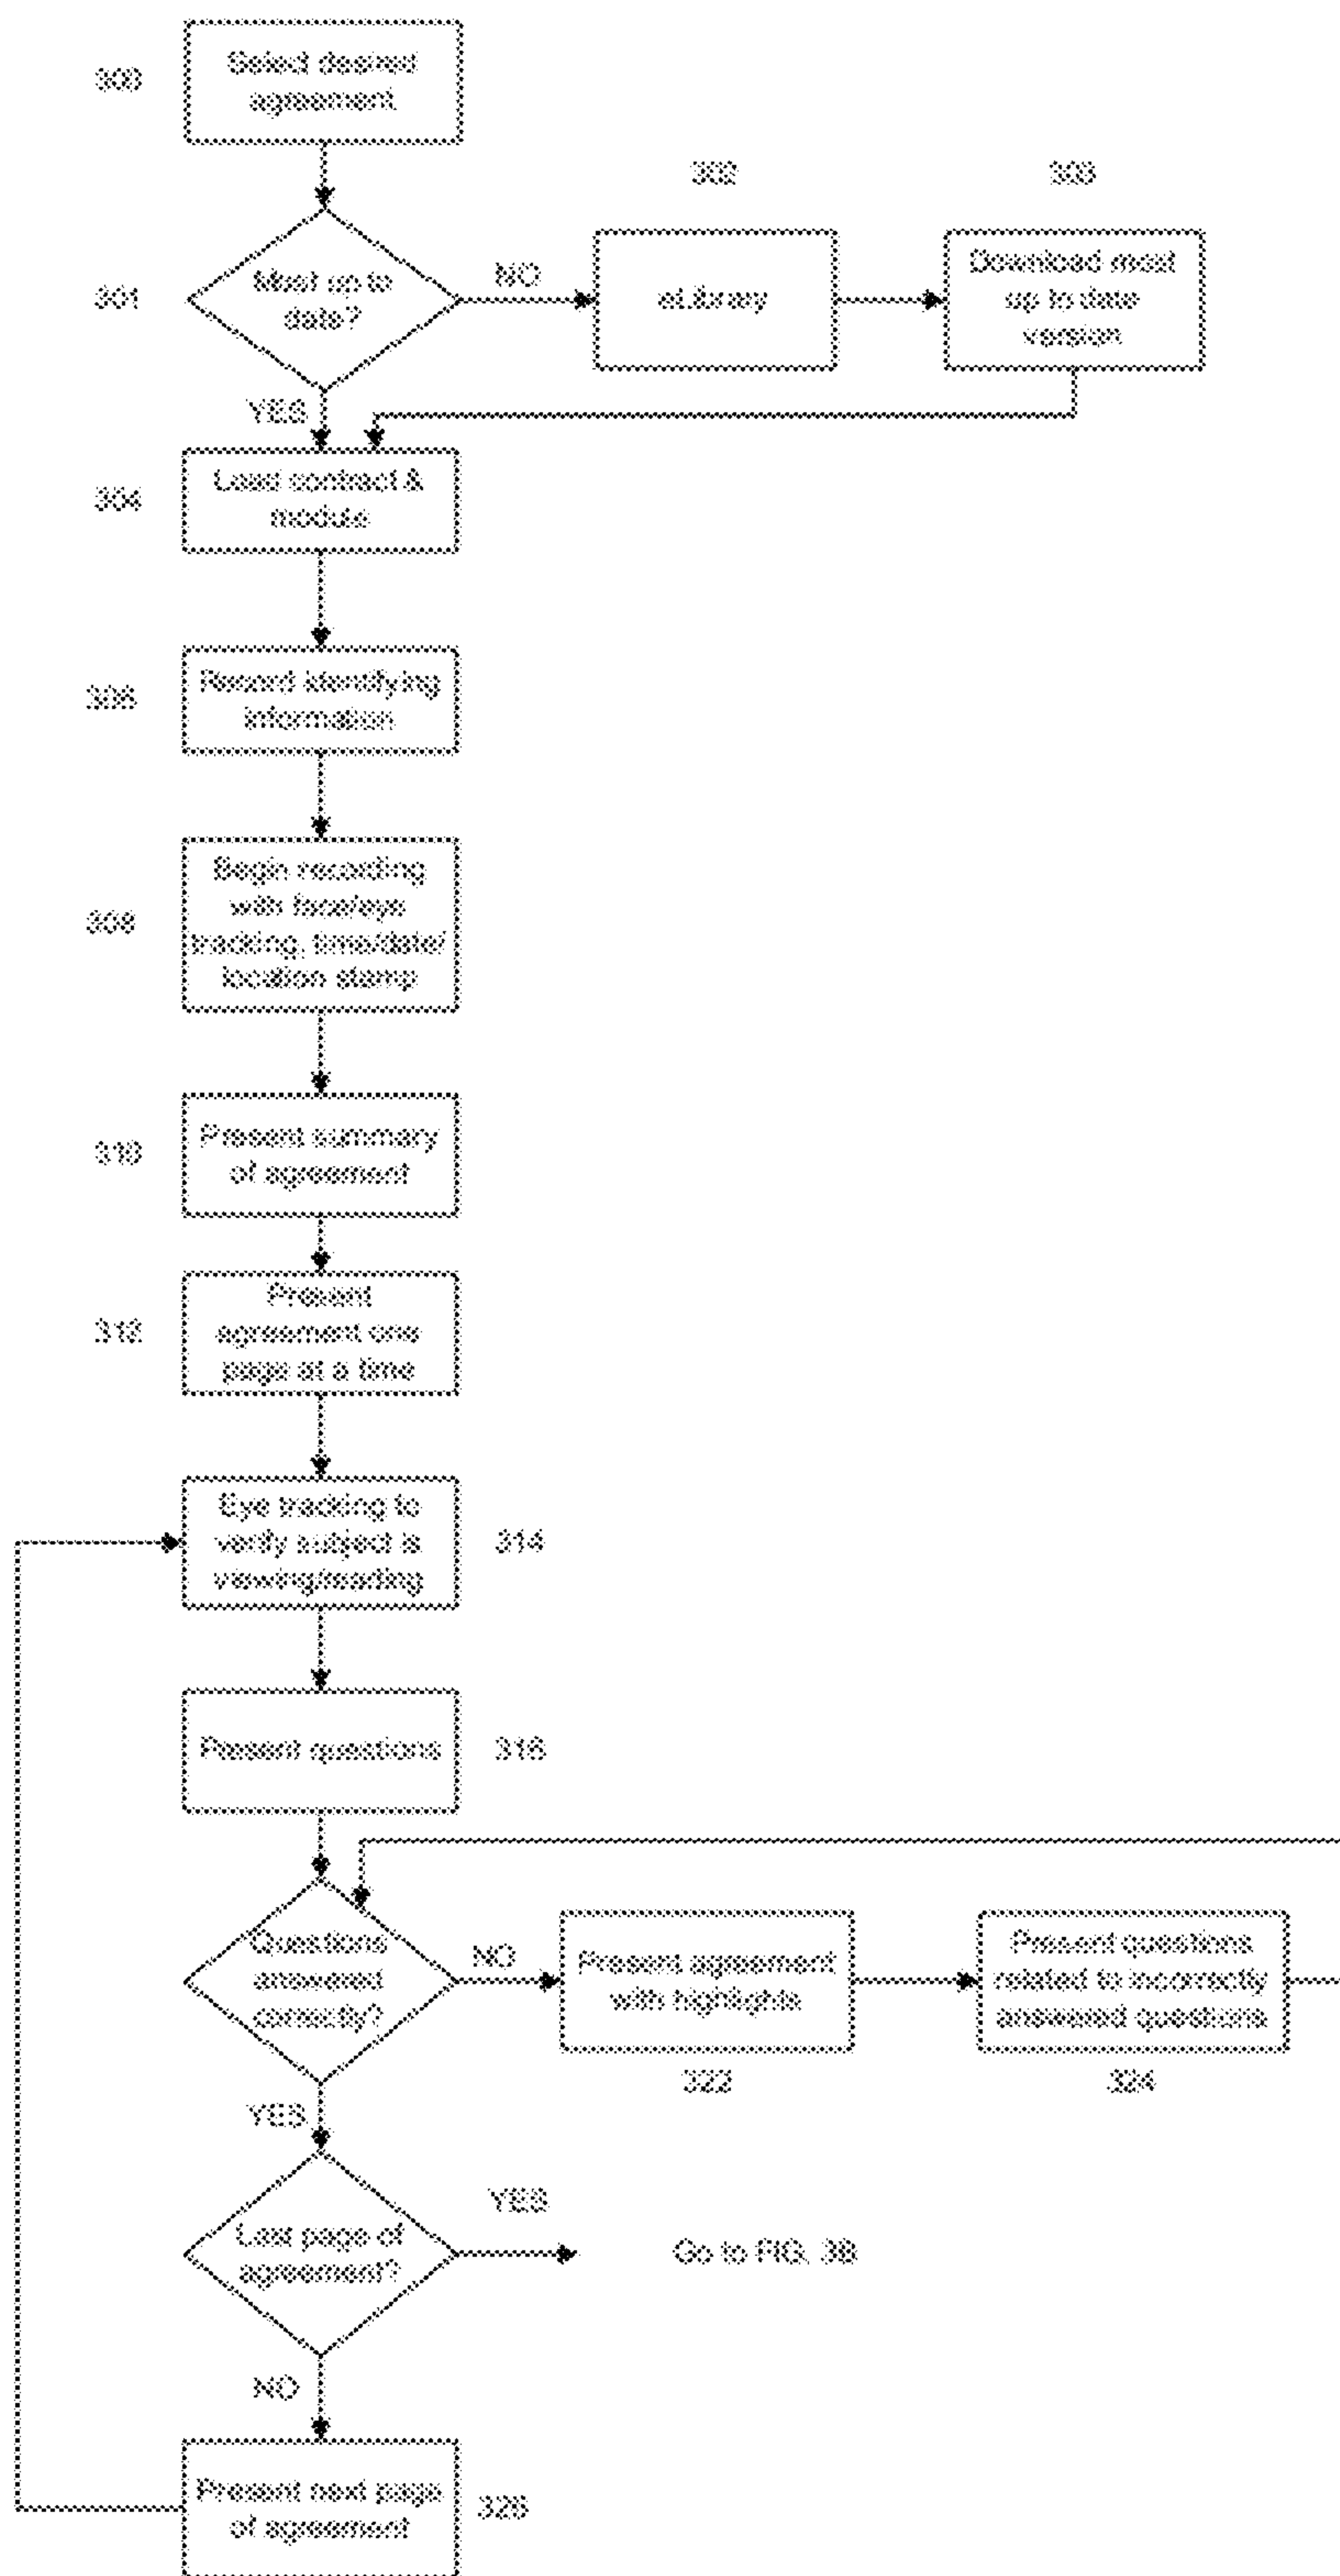 300
Select desired
agreement
302
303
301
Most up to
date?
NO
eLibrary
Download most
up to date
version
YES
304
Load contract &
module
306
Record identifying
information
308
Begin recording
with face/eye
tracking, time/date/
location stamp
310
Present summary
of agreement
312
Present
agreement one
page at a time
Eye tracking to
verify subject is
viewing/reading
314
Present questions
316
Questions
answered
correctly?
NO
Present agreement
with highlights
Present questions
related to incorrectly
answered questions
322
324
YES
Last page of
agreement?
YES
Go to FIG. 3B
NO
Present next page
of agreement